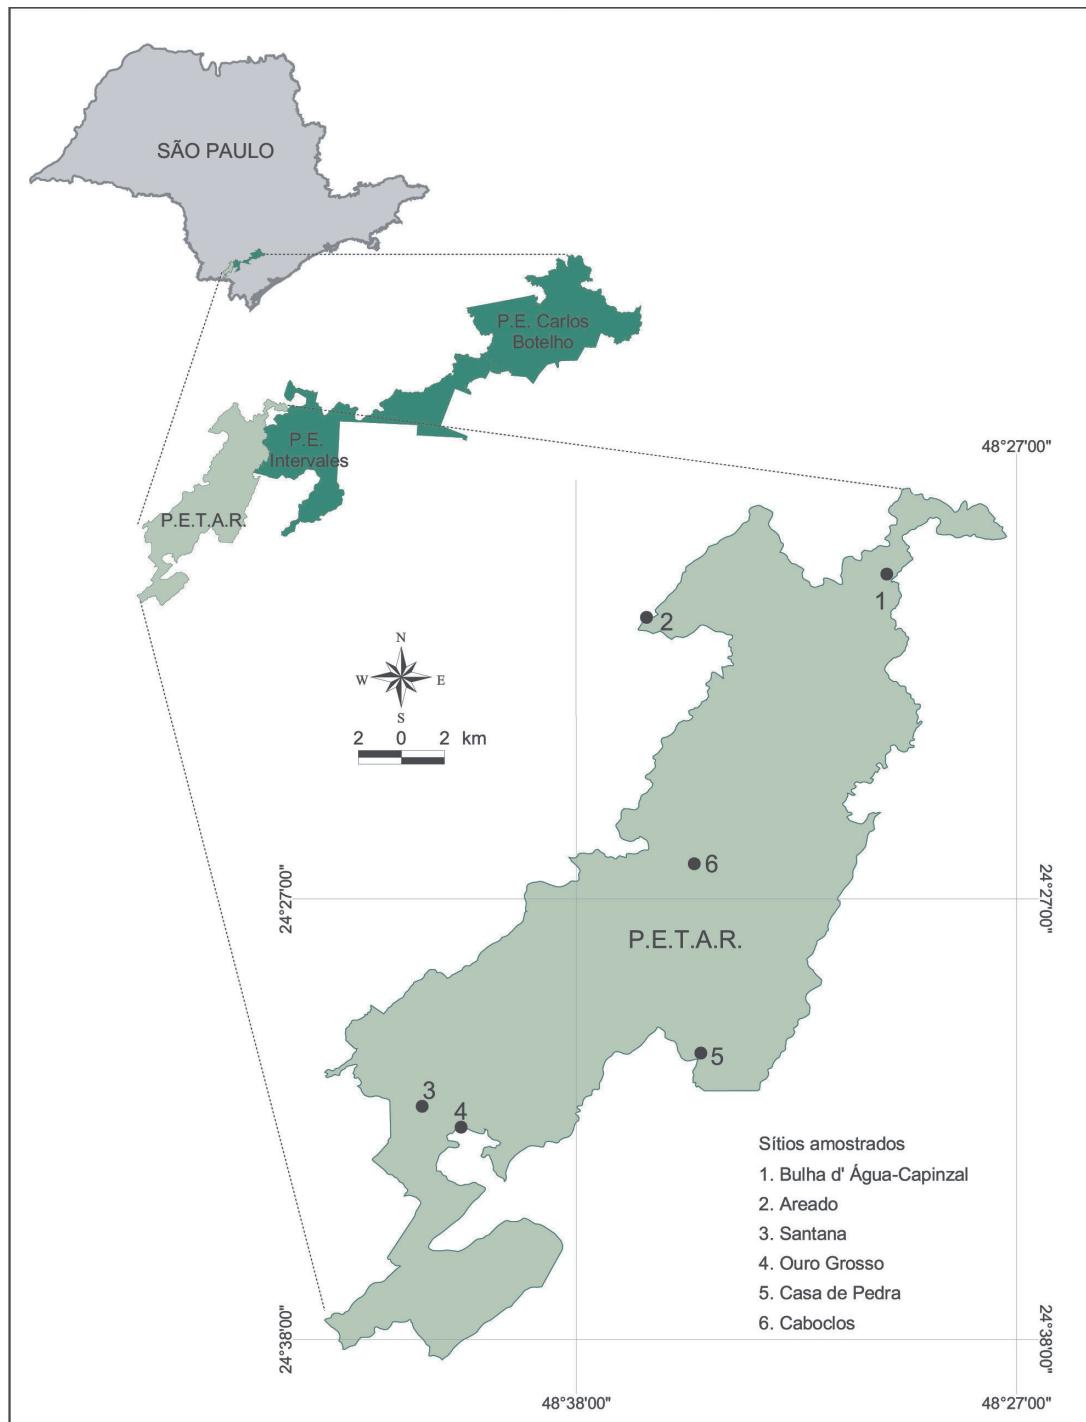 SÃO PAULO
P.E. Carlos
Botelho
P.E.
Intervales
P.E.T.A.R.
48°27'00"
1
2
N
W E
S
2 0 2 km
6
24°27'00"
24°27'00"
P.E.T.A.R.
5
3
4
Sítios amostrados
1. Bulha d' Água-Capinzal
2. Areado
3. Santana
4. Ouro Grosso
5. Casa de Pedra
6. Caboclos
24°38'00"
24°38'00"
48°38'00"
48°27'00"